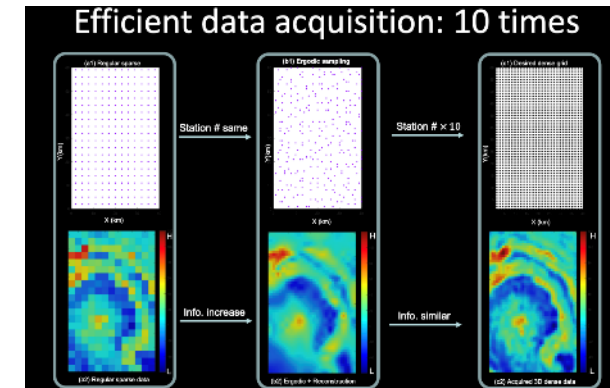 Efficient data acquisition: 10 times
(a1) Regular sparse
(b1) Ergodic sampling
(c1) Desired dense grid
Station # same
Station # × 10
Y(km)
Y(km)
Y(km)
X (km)
X (km)
X (km)
H
H
H
Info. increase
Info. similar
L
L
L
(a2) Regular sparse data
(b2) Ergodic + Reconstruction
(c2) Acquired 3D dense data